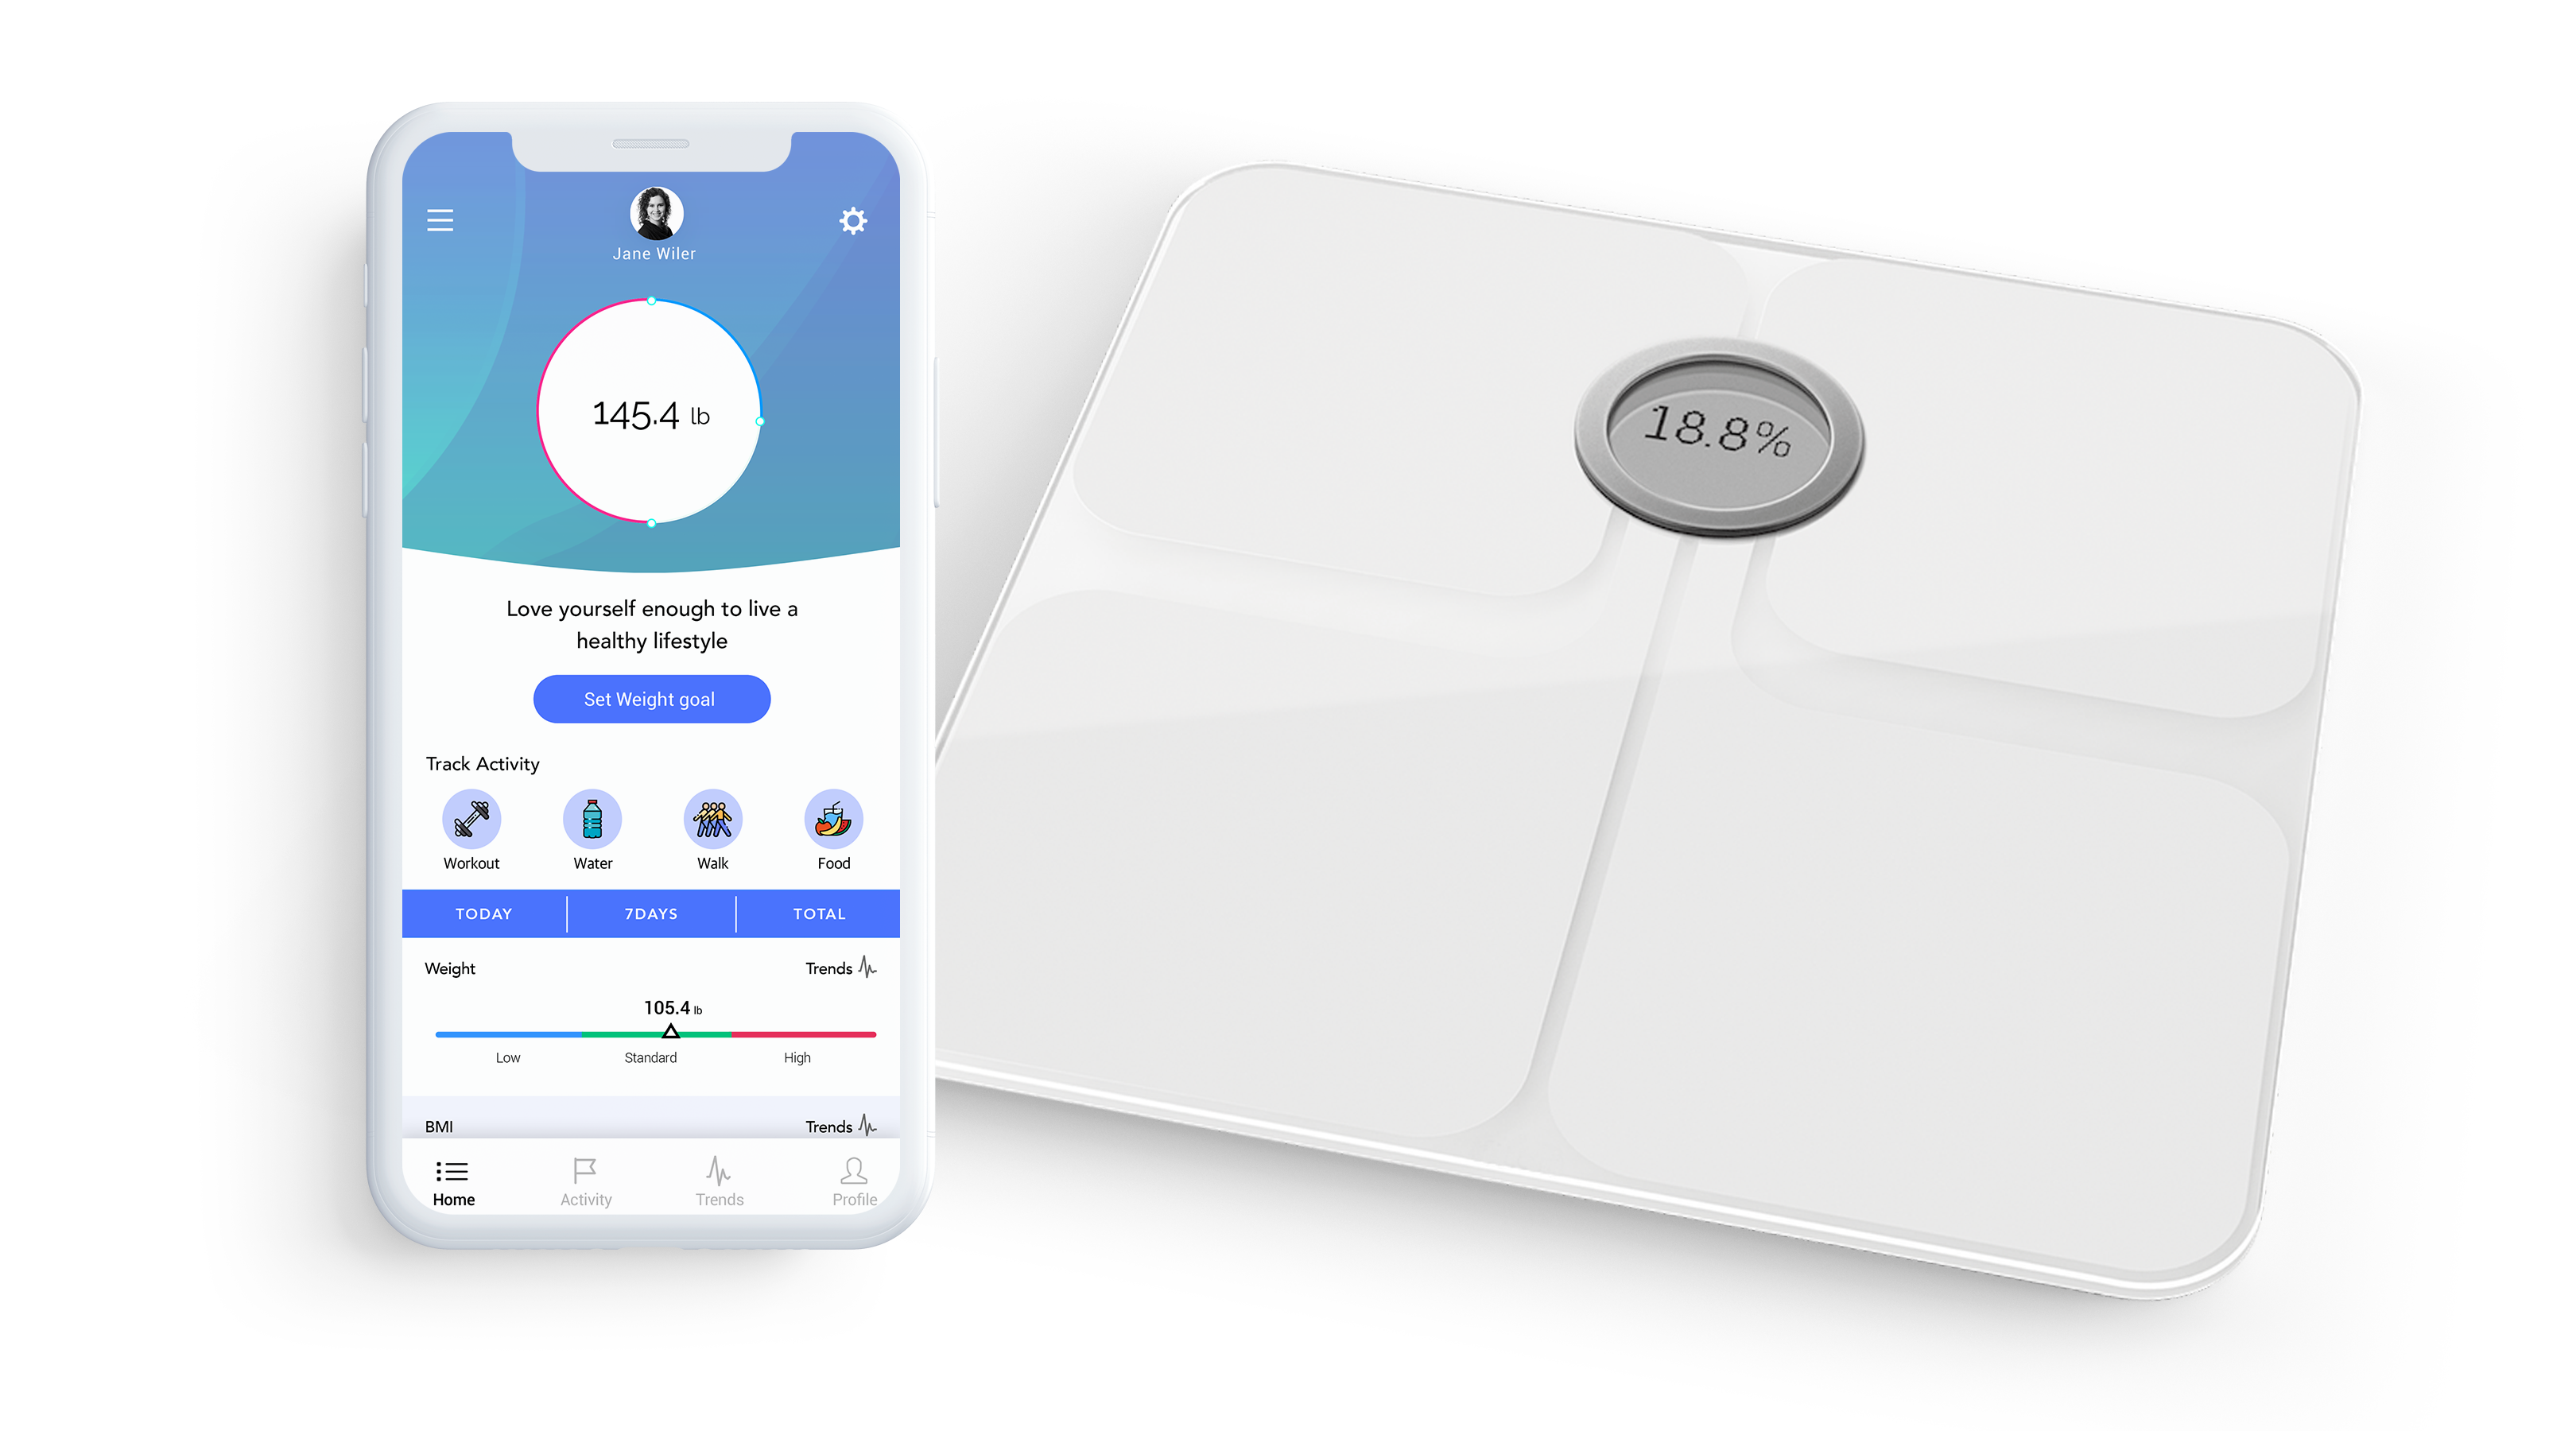 Jane Wiler
145.4 lb
Love yourself enough to live a
healthy lifestyle
Set Weight goal
Track Activity
Workout Water Walk Food
TODAY 7DAYS TOTAL
Weight Trends
105.4 lb
Low Standard High
BMI Trends
Home Activity Trends Profile
18.8%